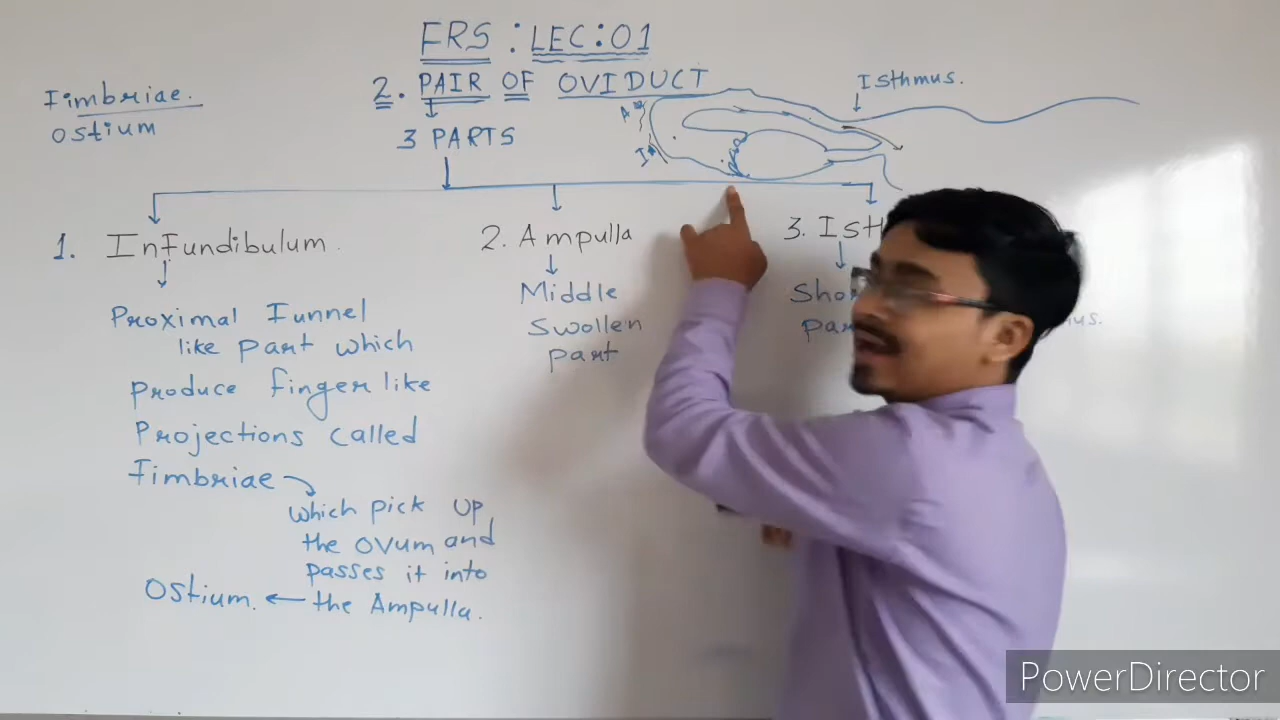 FRS : LEC:01
2. PAIR OF OVIDUCT
3 PARTS
Fimbriae.
Ostium
Isthmus.
A
I
1. Infundibulum.
Proximal Funnel
like part which
produce finger like
Projections called
Fimbriae
which pick up
the ovum and
passes it into
the Ampulla.
Ostium.
2. Ampulla
Middle
Swollen
part
3. Isth
Sho
par
us.
PowerDirector